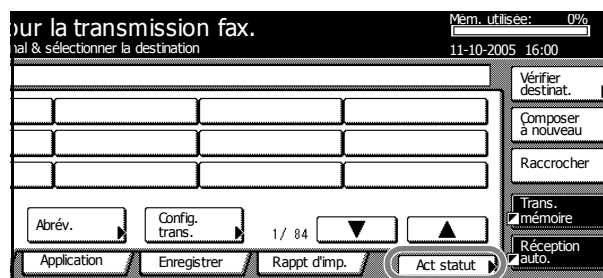 our la transmission fax.
nal & sélectionner la destination
Mém. utilisée: 0%
11-10-2005 16:00
Vérifier
destinat.
Composer
à nouveau
Raccrocher
Trans.
mémoire
Réception
auto.
Abrév.
Config.
trans.
1/ 84
Application
Enregistrer
Rappt d'imp.
Act statut